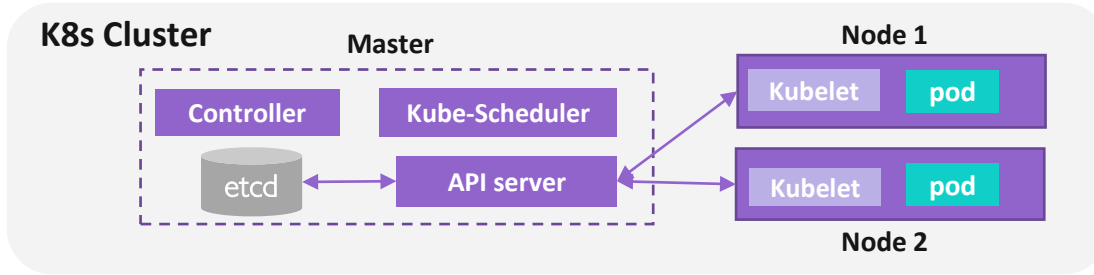 K8s Cluster
Master
Controller
Kube-Scheduler
etcd
API server
Node 1
Kubelet
pod
Kubelet
pod
Node 2